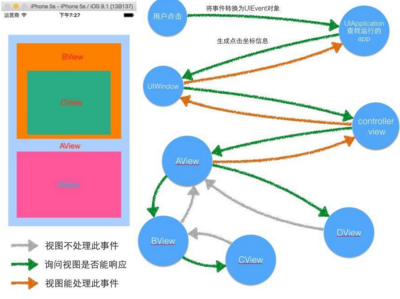 iPhone 5s - iPhone 5s / iOS 9.1 (13B137)
运营商 下午7:27
BView
CView
AView
视图不处理此事件
询问视图是否能响应
视图能处理此事件
用户点击
将事件转换为UIEvent对象
UIApplication
查找运行的
app
生成点击坐标信息
UIWindow
controller
view
AView
BView
CView
DView